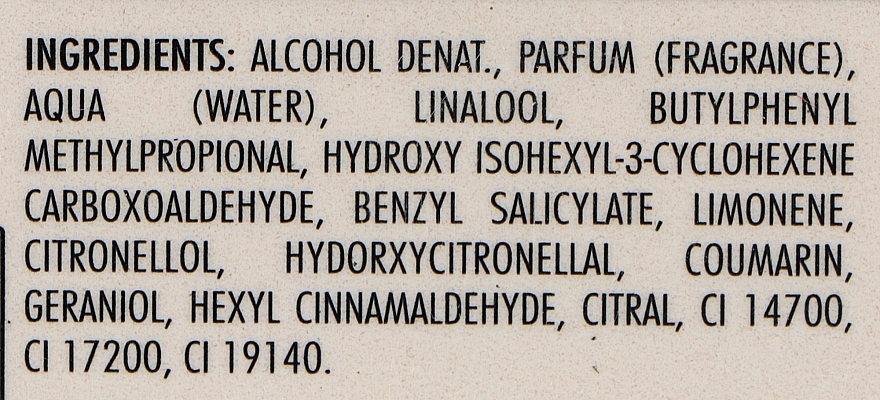 INGREDIENTS: ALCOHOL DENAT., PARFUM (FRAGRANCE),
AQUA (WATER), LINALOOL, BUTYLPHENYL
METHYLPROPIONAL, HYDROXY ISOHEXYL-3-CYCLOHEXENE
CARBOXOALDEHYDE, BENZYL SALICYLATE, LIMONENE,
CITRONELLOL, HYDORXYCITRONELLAL, COUMARIN,
GERANIOL, HEXYL CINNAMALDEHYDE, CITRAL, CI 14700,
CI 17200, CI 19140.